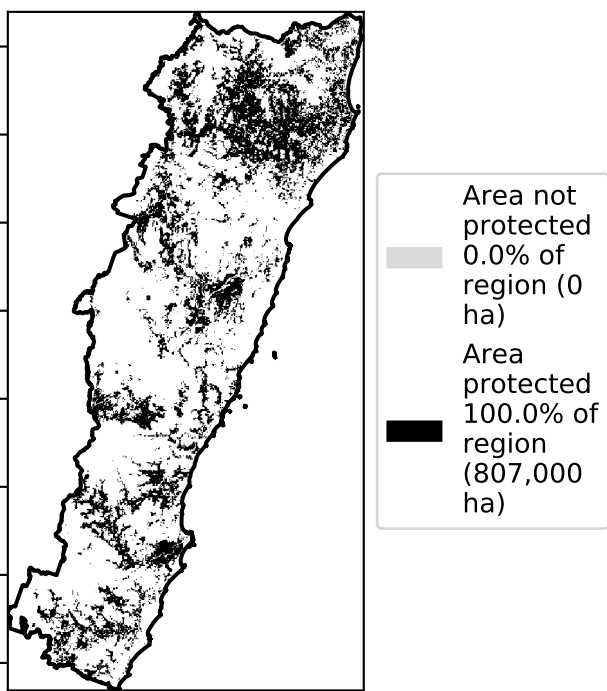 Area not
protected
0.0% of
region (0
ha)
Area
protected
100.0% of
region
(807,000
ha)